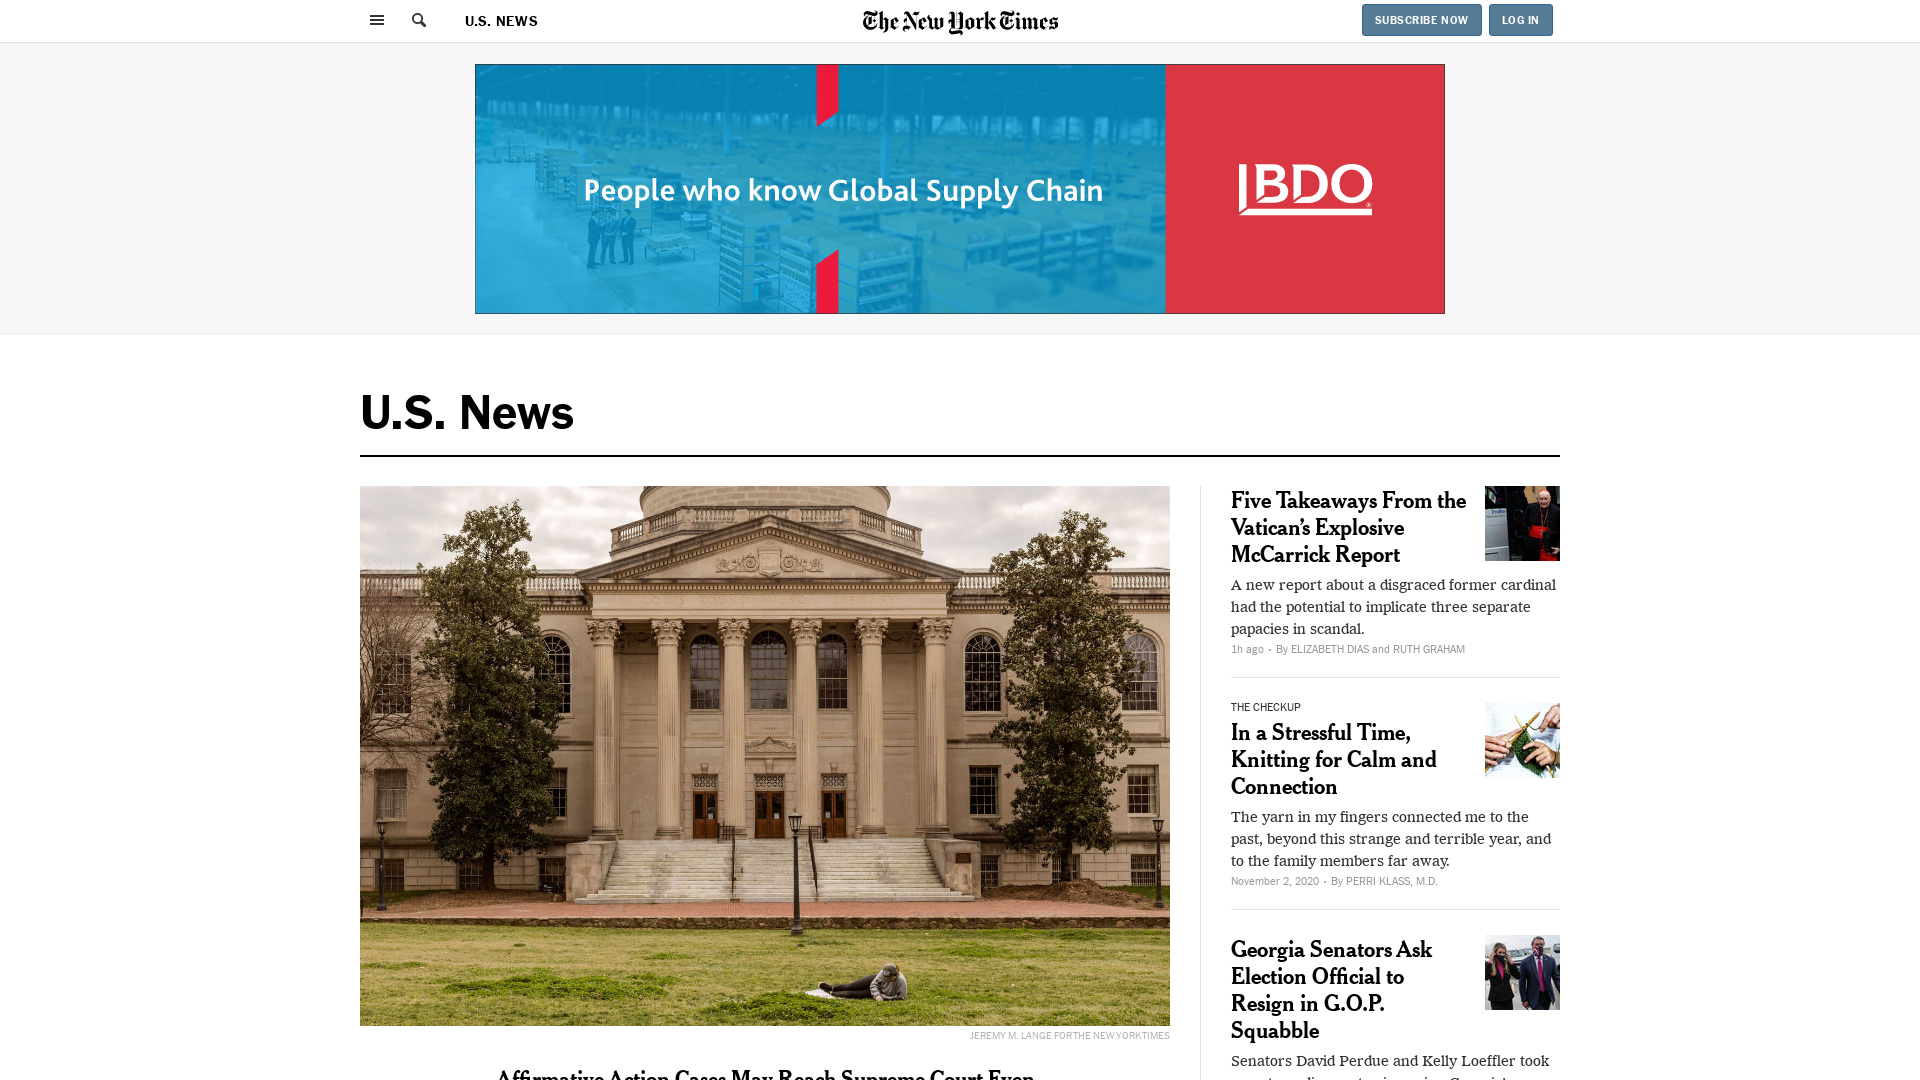 U.S. NEWS
The New York Times
SUBSCRIBE NOW
LOG IN
People who know Global Supply Chain
BDO
U.S. News
JEREMY M. LANGE FOR THE NEW YORK TIMES
Affirmative Action Cases May Reach Supreme Court Even
Five Takeaways From the
Vatican's Explosive
McCarrick Report
A new report about a disgraced former cardinal
had the potential to implicate three separate
papacies in scandal.
1h ago • By ELIZABETH DIAS and RUTH GRAHAM
THE CHECKUP
In a Stressful Time,
Knitting for Calm and
Connection
The yarn in my fingers connected me to the
past, beyond this strange and terrible year, and
to the family members far away.
November 2, 2020 • By PERRI KLASS, M.D.
Georgia Senators Ask
Election Official to
Resign in G.O.P.
Squabble
Senators David Perdue and Kelly Loeffler took